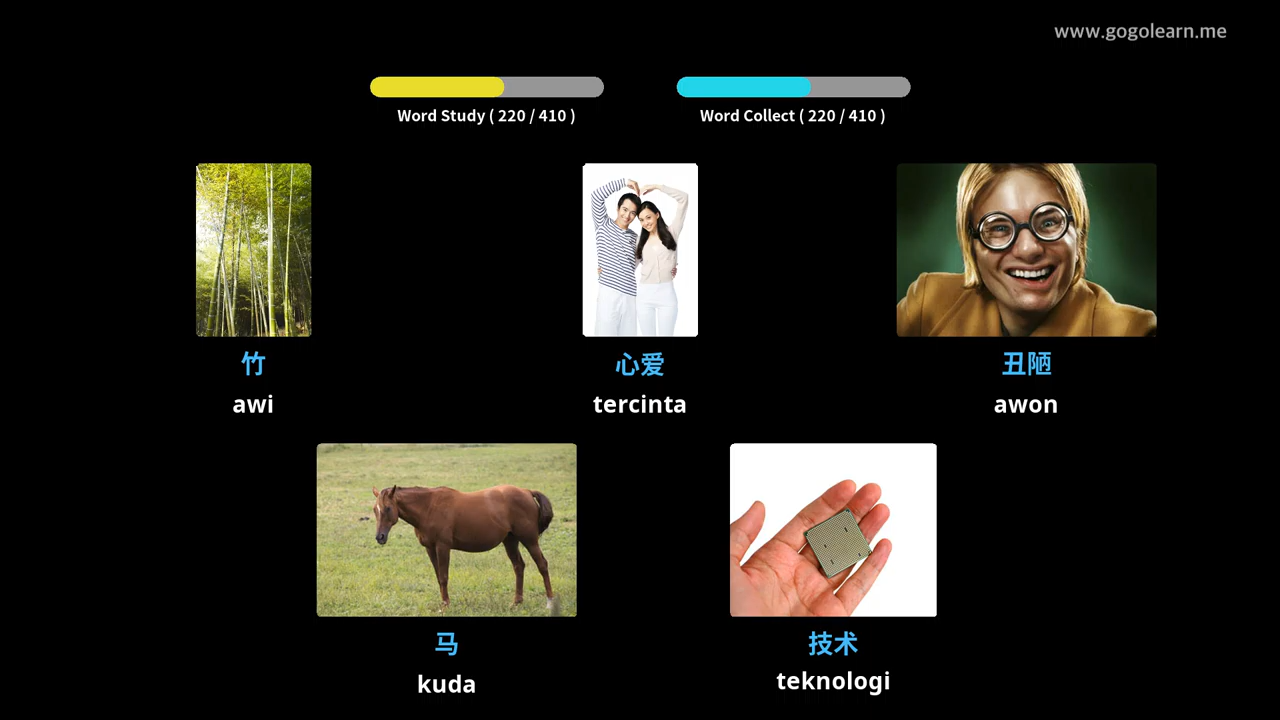 www.gogolearn.me
Word Study ( 220 / 410 )
Word Collect ( 220 / 410 )
竹
心爱
丑陋
awi
tercinta
awon
马
技术
kuda
teknologi